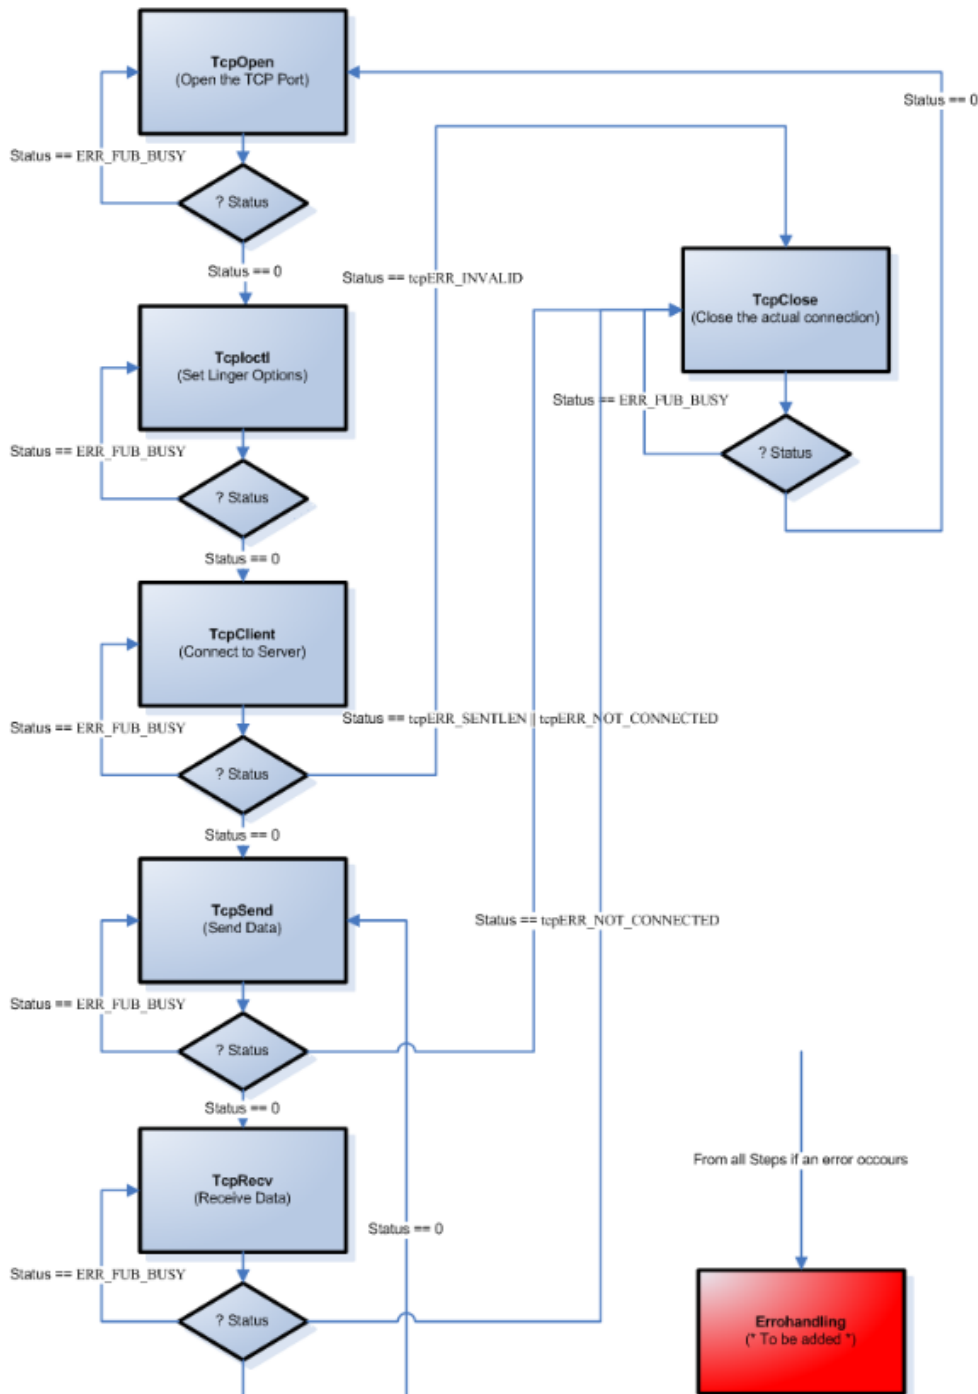 TcpOpen
(Open the TCP Port)
Status == 0
Status == ERR_FUB_BUSY
? Status
Status == 0
Status == tcpERR_INVALID
TcpClose
(Close the actual connection)
TcpIoctl
(Set Linger Options)
Status == ERR_FUB_BUSY
Status == ERR_FUB_BUSY
? Status
? Status
Status == 0
TcpClient
(Connect to Server)
Status == tcpERR_SENTLEN || tcpERR_NOT_CONNECTED
Status == ERR_FUB_BUSY
? Status
Status == 0
TcpSend
(Send Data)
Status == tcpERR_NOT_CONNECTED
Status == ERR_FUB_BUSY
? Status
Status == 0
From all Steps if an error occours
TcpRecv
(Receive Data)
Status == 0
Status == ERR_FUB_BUSY
? Status
Errohandling
(* To be added *)